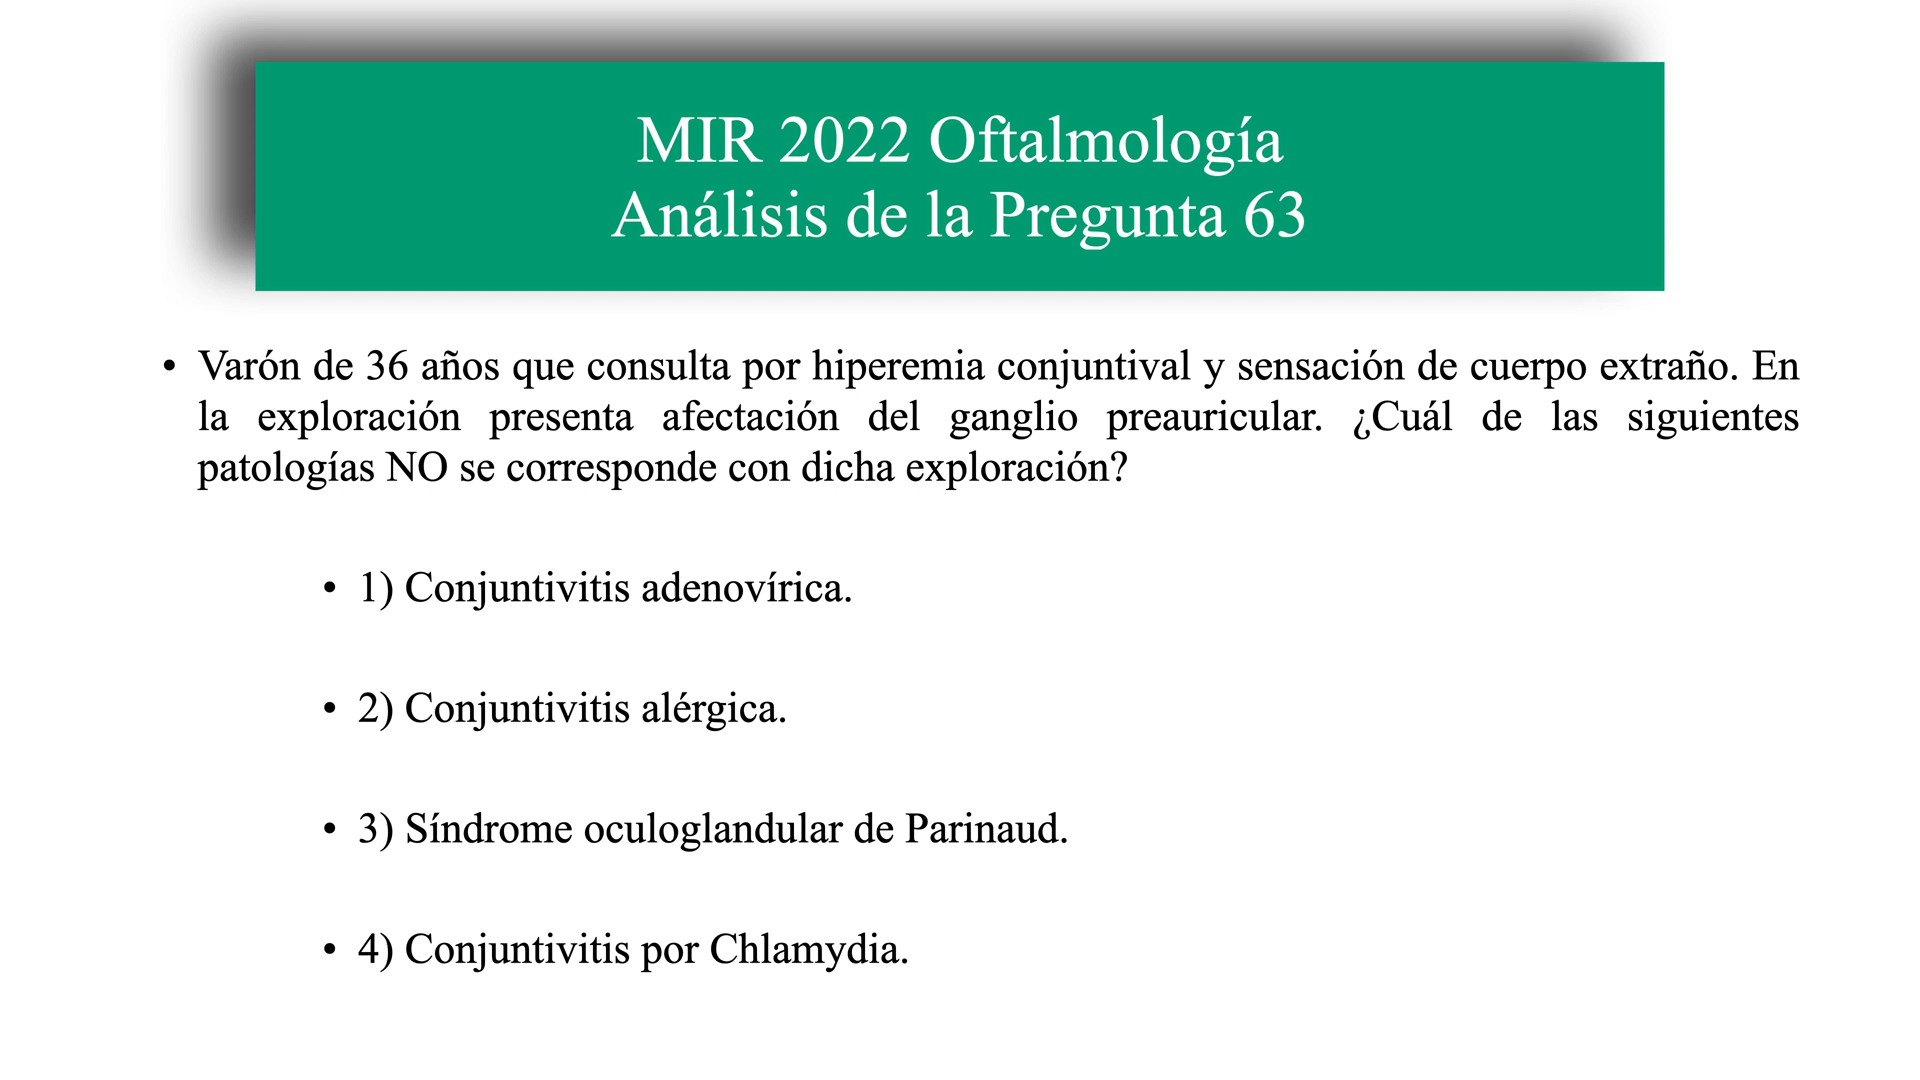 MIR 2022 Oftalmología
Análisis de la Pregunta 63
• Varón de 36 años que consulta por hiperemia conjuntival y sensación de cuerpo extraño. En
la exploración presenta afectación del ganglio preauricular. ¿Cuál de las siguientes
patologías NO se corresponde con dicha exploración?
• 1) Conjuntivitis adenovírica.
• 2) Conjuntivitis alérgica.
• 3) Síndrome oculoglandular de Parinaud.
• 4) Conjuntivitis por Chlamydia.